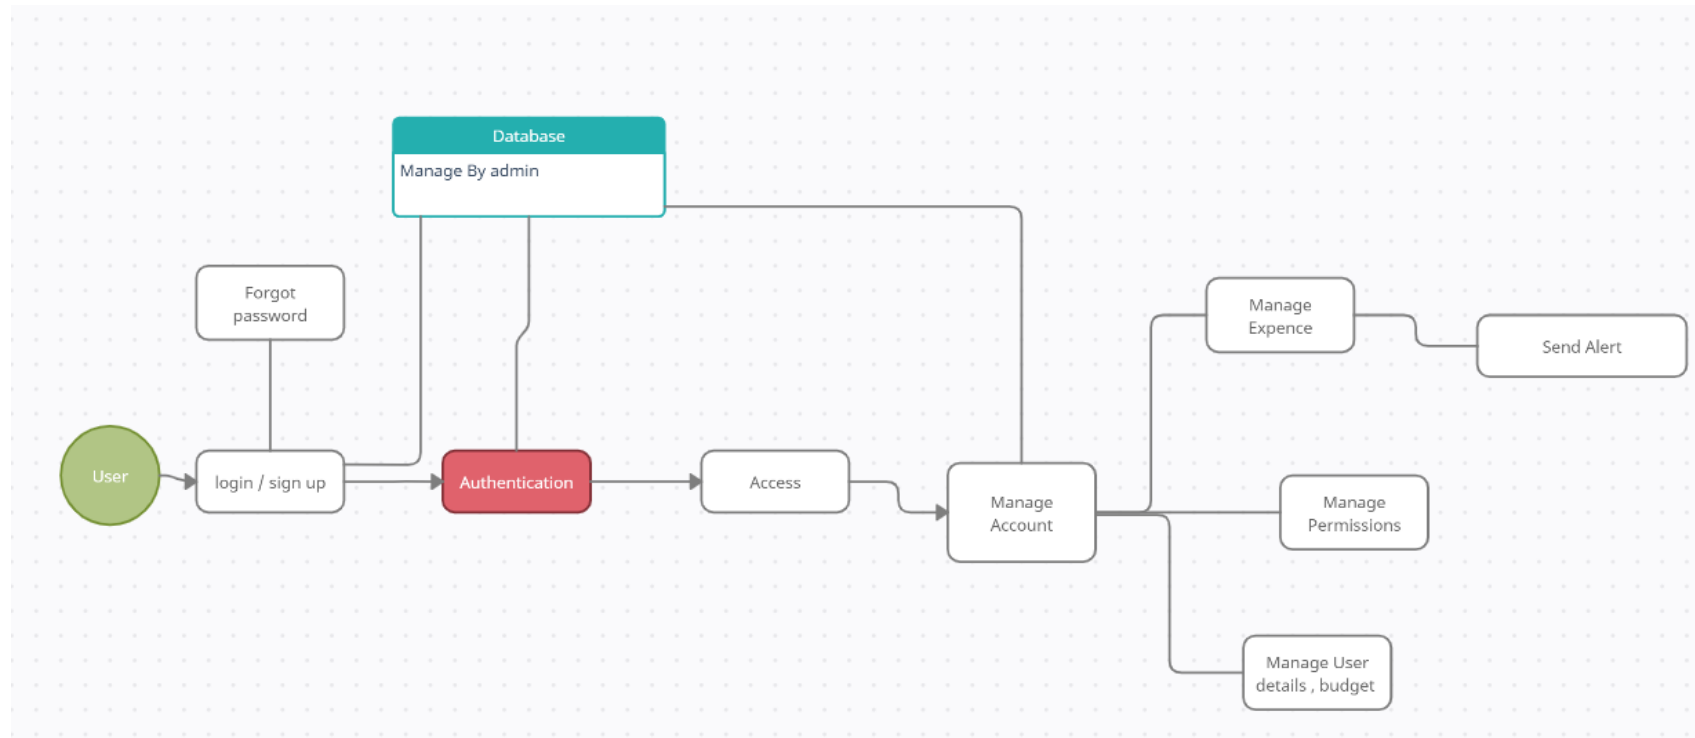 Database
Manage By admin
Forgot
password
User
login / sign up
Authentication
Access
Manage
Account
Manage
Expence
Send Alert
Manage
Permissions
Manage User
details , budget